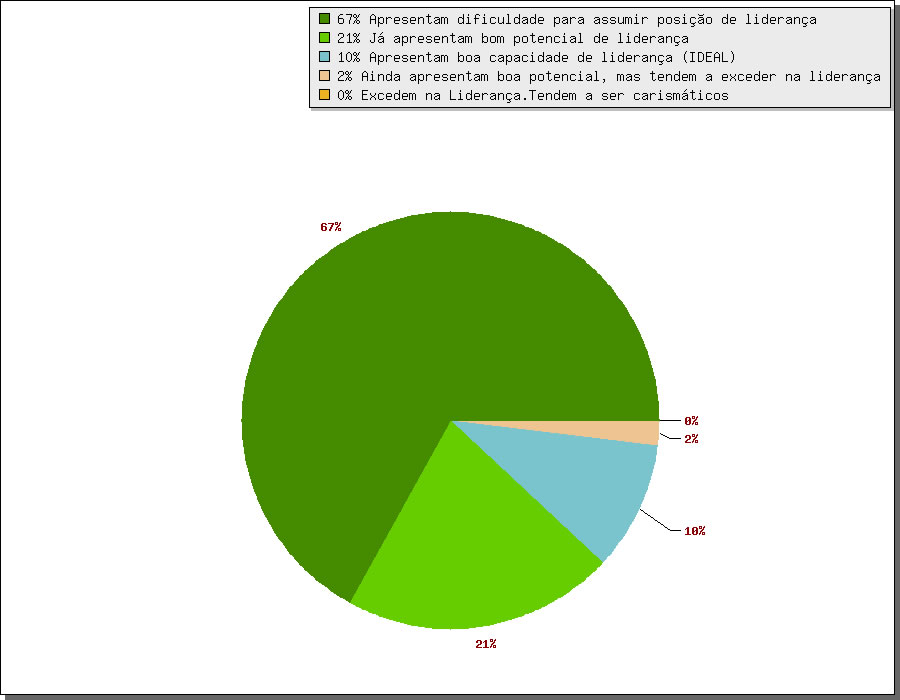 67% Apresentam dificuldade para assumir posição de liderança
21% Já apresentam bom potencial de liderança
10% Apresentam boa capacidade de liderança (IDEAL)
2% Ainda apresentam boa potencial, mas tendem a exceder na liderança
0% Excedem na Liderança.Tendem a ser carismáticos
67%
0%
2%
10%
21%